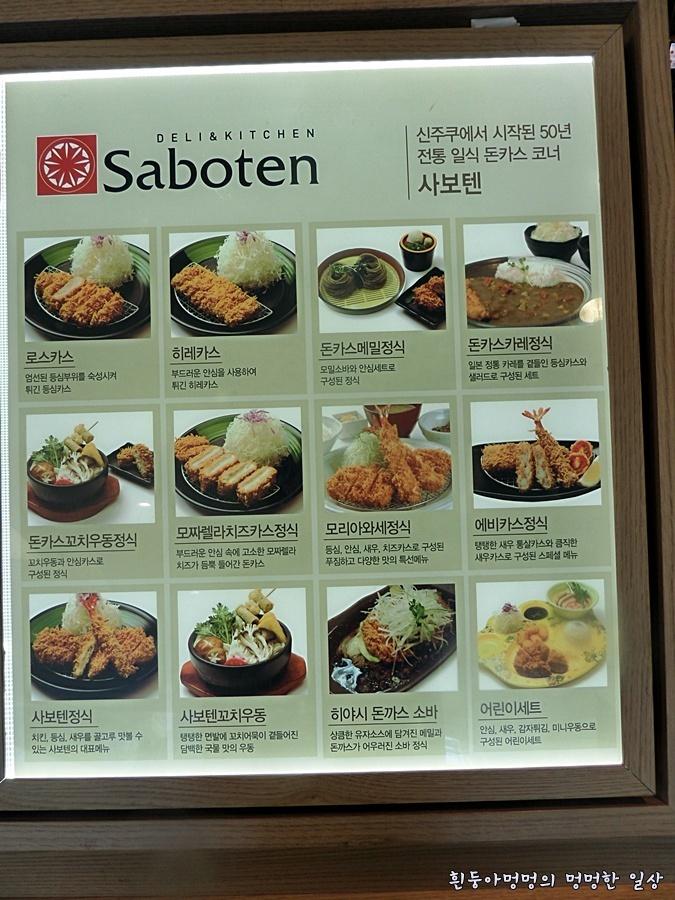 DELI & KITCHEN
Saboten
신주쿠에서 시작된 50년
전통 일식 돈카스 코너
사보텐
로스카스
엄선된 등심부위를 숙성시켜
튀긴 등심카스
히레카스
부드러운 안심을 사용하여
튀긴 히레카스
돈카스메밀정식
모밀소바와 안심세트로
구성된 정식
돈카스카레정식
일본 정통 카레를 곁들인 등심카스와
샐러드로 구성된 세트
돈카스꼬치우동정식
꼬치우동과 안심카스로
구성된 정식
모짜렐라치즈카스정식
부드러운 안심 속에 고소한 모짜렐라
치즈가 듬뿍 들어간 돈카스
모리아와세정식
등심, 안심, 새우, 치즈카스로 구성된
푸짐하고 다양한 맛의 특선메뉴
에비카스정식
탱탱한 새우 통살카스와 큼직한
새우카스로 구성된 스페셜 메뉴
사보텐정식
치킨, 등심, 새우를 골고루 맛볼 수
있는 사보텐의 대표메뉴
사보텐꼬치우동
탱탱한 면발에 꼬치어묵이 곁들어진
담백한 국물 맛의 우동
히야시 돈까스 소바
상큼한 유자소스에 담겨진 메밀과
돈까스가 어우러진 소바 정식
어린이세트
안심, 새우, 감자튀김, 미니우동으로
구성된 어린이세트
흰둥아멍멍의 멍멍한 일상